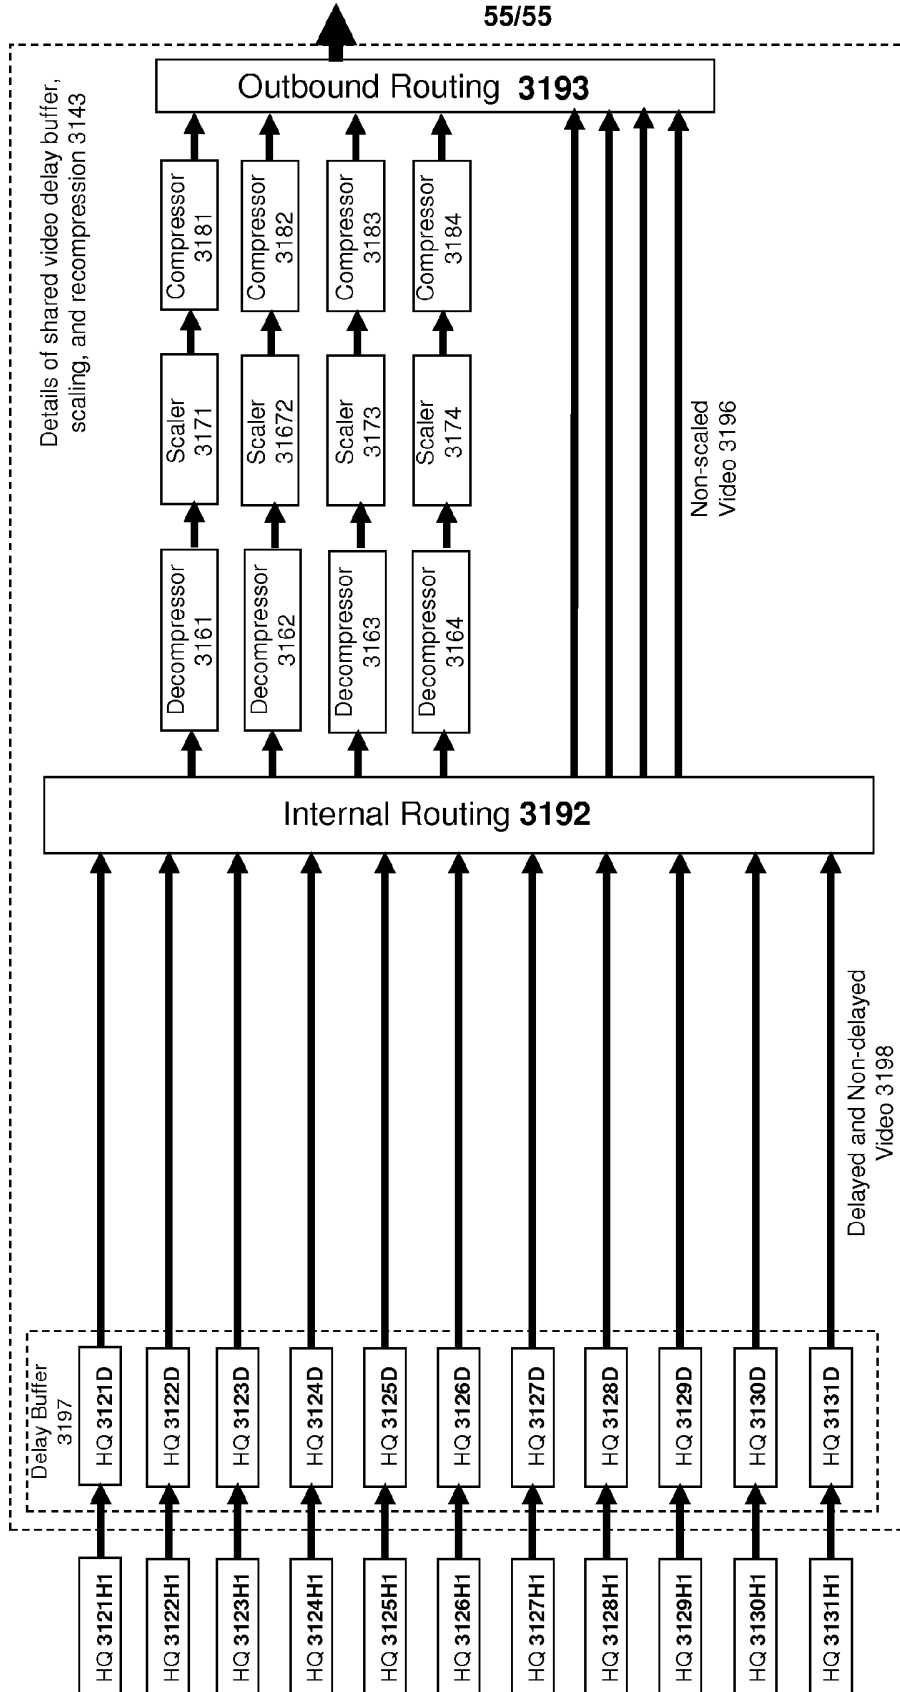 55/55
Outbound Routing 3193
Details of shared video delay buffer,
scaling, and recompression 3143
Compressor
3181
Compressor
3182
Compressor
3183
Compressor
3184
Scaler
3171
Scaler
31672
Scaler
3173
Scaler
3174
Non-scaled
Video 3196
Decompressor
3161
Decompressor
3162
Decompressor
3163
Decompressor
3164
Internal Routing 3192
Delayed and Non-delayed
Video 3198
Delay Buffer
3197
HQ 3121D
HQ 3122D
HQ 3123D
HQ 3124D
HQ 3125D
HQ 3126D
HQ 3127D
HQ 3128D
HQ 3129D
HQ 3130D
HQ 3131D
HQ 3121H1
HQ 3122H1
HQ 3123H1
HQ 3124H1
HQ 3125H1
HQ 3126H1
HQ 3127H1
HQ 3128H1
HQ 3129H1
HQ 3130H1
HQ 3131H1